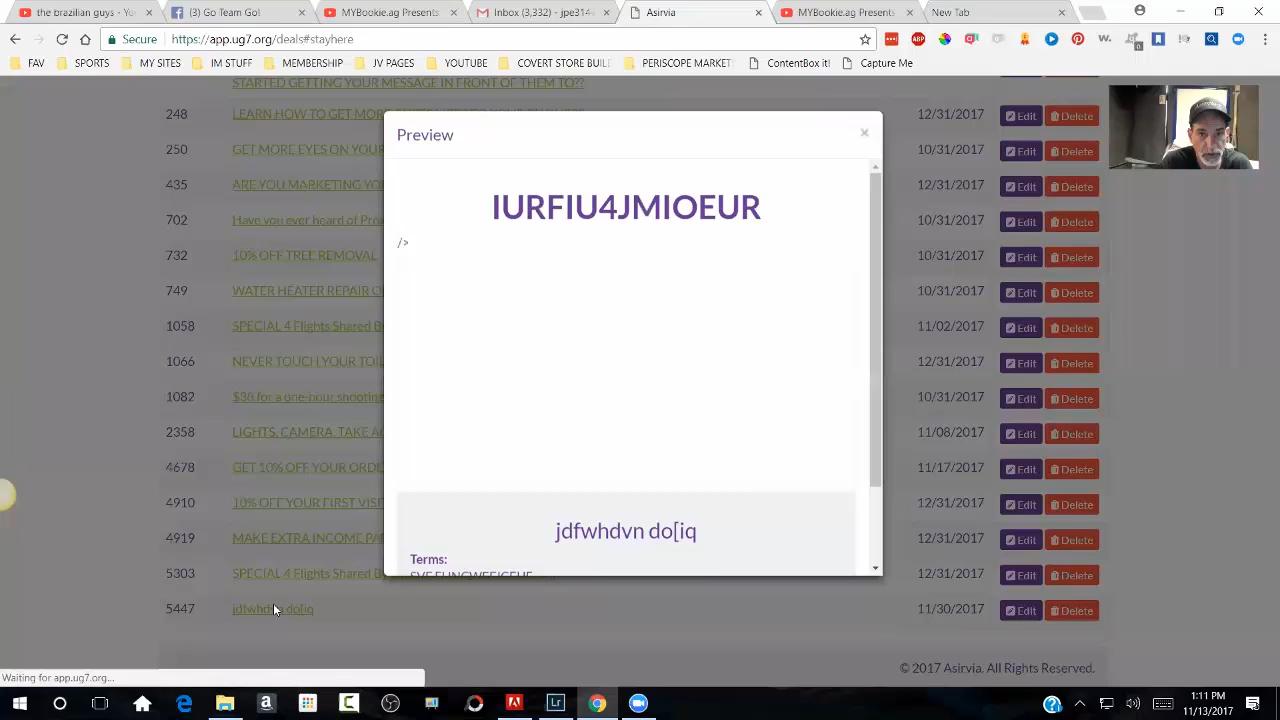 the brazilian guys - You
(3) Go Team Go!
MYBookie.ag Presents
Inbox (3,332) - jpe314
Asirvia
MYBookie.ag Presents
New Tab
Secure
https://app.ug7.org/deals#stayhere
FAV
SPORTS
MY SITES
IM STUFF
MEMBERSHIP
JV PAGES
YOUTUBE
COVERT STORE BUIL
PERISCOPE MARKET
ContentBox it!
Capture Me
STARTED GETTING YOUR MESSAGE IN FRONT OF THEM TO??
248 LEARN HOW TO GET MOR 12/31/2017 Edit Delete
250 GET MORE EYES ON YOUR 10/31/2017 Edit Delete
435 ARE YOU MARKETING YO 12/31/2017 Edit Delete
702 Have you ever heard of Pro 10/31/2017 Edit Delete
732 10% OFF TREE REMOVAL 10/31/2017 Edit Delete
749 WATER HEATER REPAIR O 10/31/2017 Edit Delete
1058 SPECIAL 4 Flights Shared B 11/02/2017 Edit Delete
1066 NEVER TOUCH YOUR TOIL 12/31/2017 Edit Delete
1082 $30 for a one-hour shooting 10/31/2017 Edit Delete
2358 LIGHTS, CAMERA, TAKE AC 11/08/2017 Edit Delete
4678 GET 10% OFF YOUR ORDE 11/17/2017 Edit Delete
4910 10% OFF YOUR FIRST VISIT 12/31/2017 Edit Delete
4919 MAKE EXTRA INCOME PA 12/31/2017 Edit Delete
5303 SPECIAL 4 Flights Shared B 12/31/2017 Edit Delete
5447 jdfwhdvn do[iq 11/30/2017 Edit Delete
Preview ×
IURFIU4JMIOEUR
/>
jdfwhdvn do[iq
Terms:
© 2017 Asirvia. All Rights Reserved.
Waiting for app.ug7.org...
1:11 PM
11/13/2017